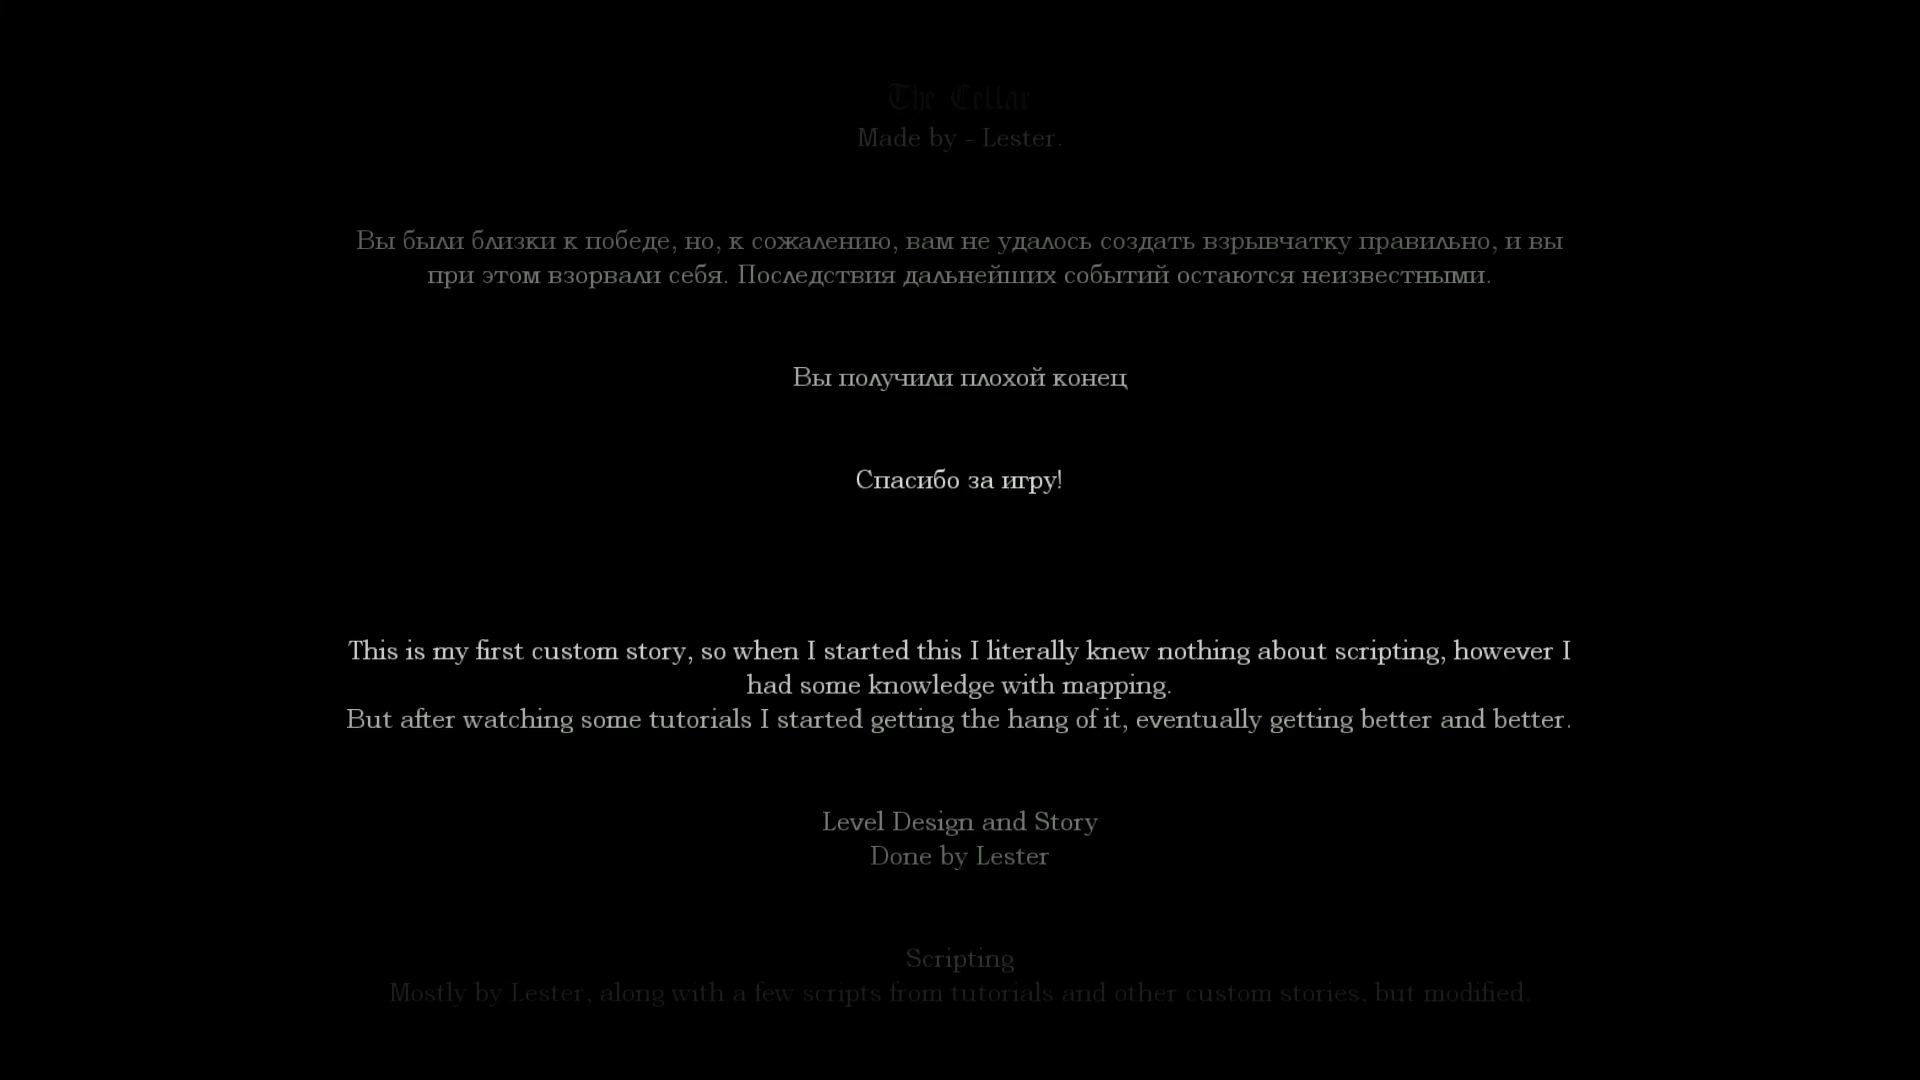 The Cellar
Made by - Lester.
Вы были близки к победе, но, к сожалению, вам не удалось создать взрывчатку правильно, и вы
при этом взорвали себя. Последствия дальнейших событий остаются неизвестными.
Вы получили плохой конец
Спасибо за игру!
This is my first custom story, so when I started this I literally knew nothing about scripting, however I
had some knowledge with mapping.
But after watching some tutorials I started getting the hang of it, eventually getting better and better.
Level Design and Story
Done by Lester
Scripting
Mostly by Lester, along with a few scripts from tutorials and other custom stories, but modified.